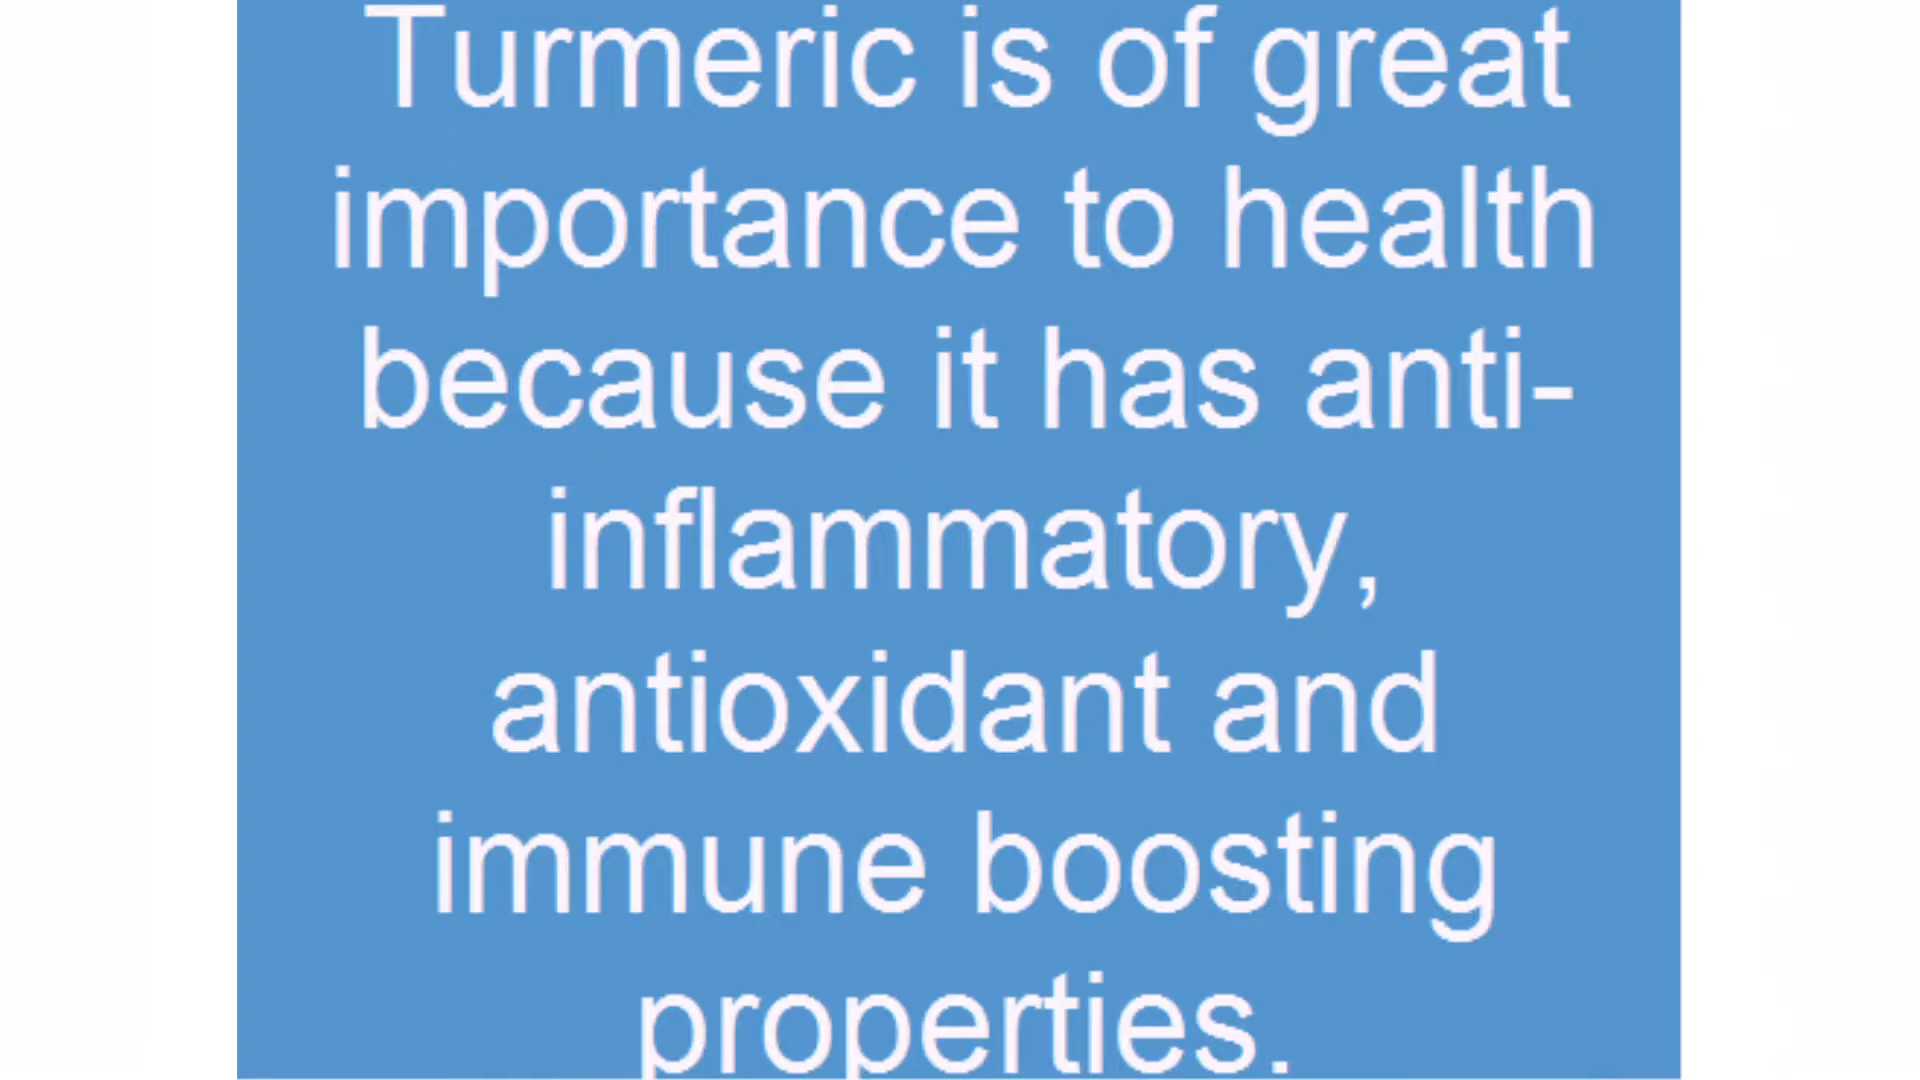 Turmeric is of great
importance to health
because it has anti-
inflammatory,
antioxidant and
immune boosting
properties.